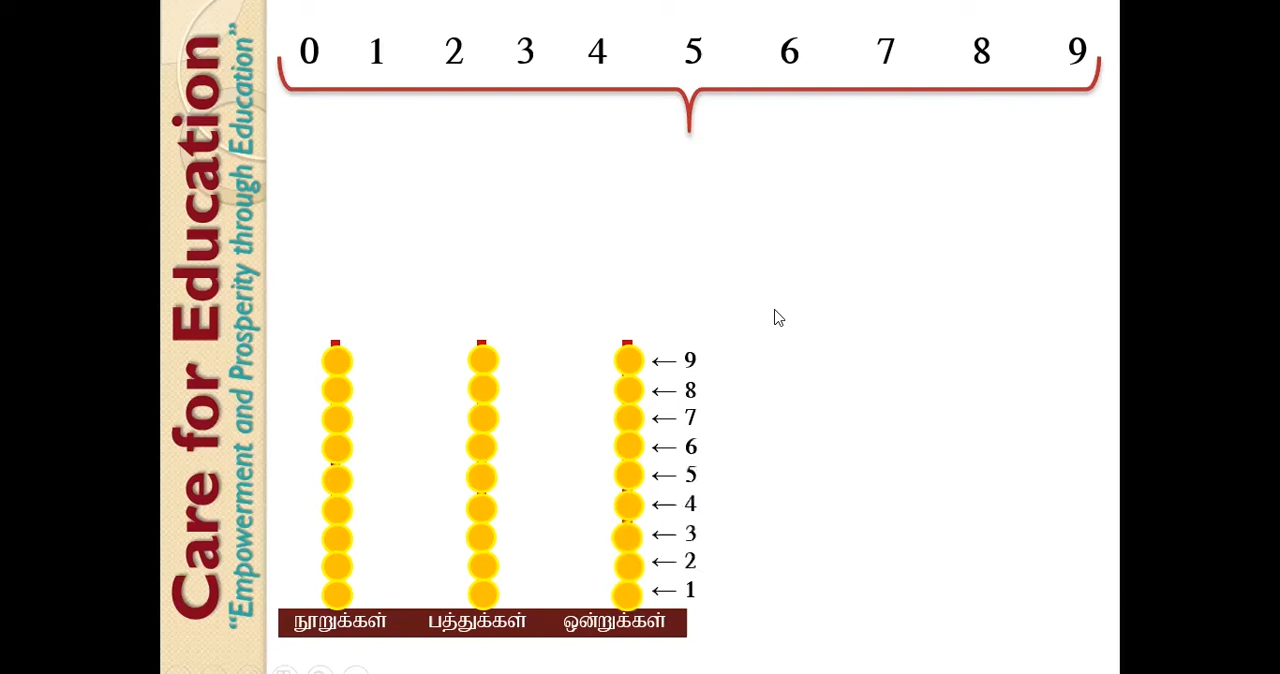 Care for Education
“Empowerment and Prosperity through Education”
0 1 2 3 4 5 6 7 8 9
← 9
← 8
← 7
← 6
← 5
← 4
← 3
← 2
← 1
நூறுக்கள் பத்துக்கள் ஒன்றுக்கள்